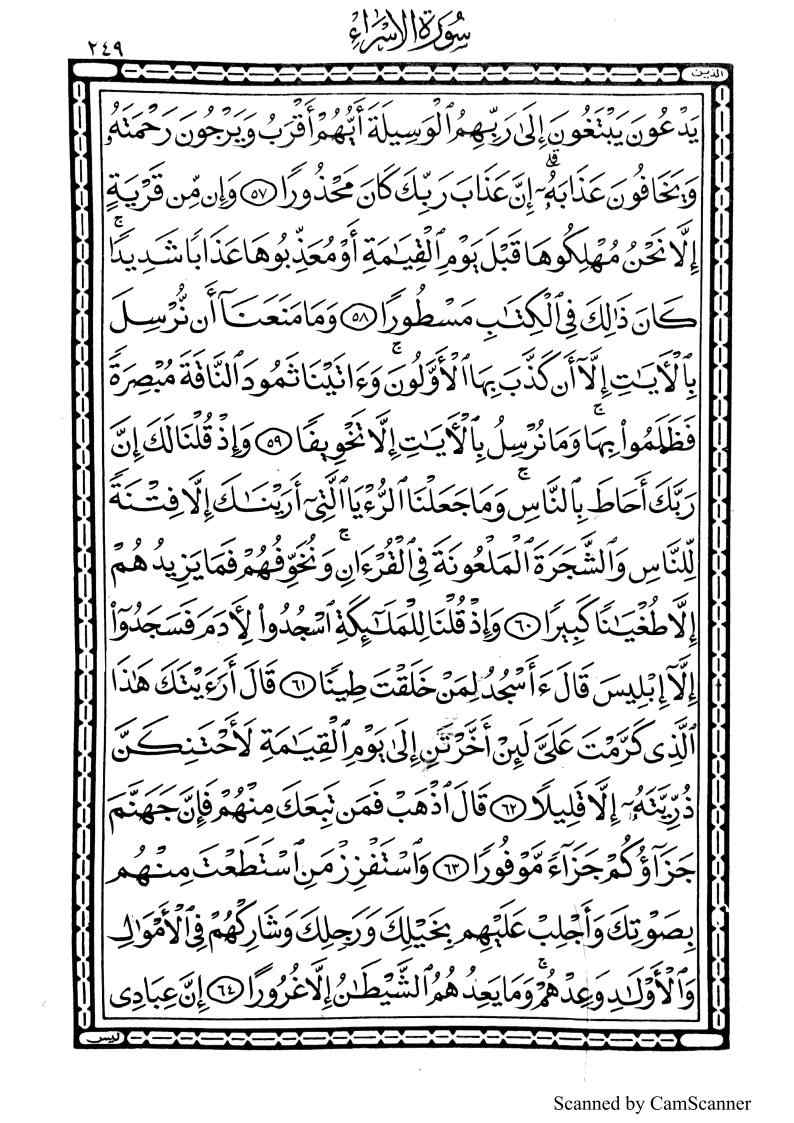 سُورَةُ الْاِسْرَاءِ
٢٤٩
الذين
يَدْعُونَ يَبْتَغُونَ إِلَىٰ رَبِّهِمُ ٱلْوَسِيلَةَ أَيُّهُمْ أَقْرَبُ وَيَرْجُونَ رَحْمَتَهُۥ
وَيَخَافُونَ عَذَابَهُۥٓ ۚ إِنَّ عَذَابَ رَبِّكَ كَانَ مَحْذُورًا ٥٧ وَإِن مِّن قَرْيَةٍ
إِلَّا نَحْنُ مُهْلِكُوهَا قَبْلَ يَوْمِ ٱلْقِيَٰمَةِ أَوْ مُعَذِّبُوهَا عَذَابًا شَدِيدًا ۚ
كَانَ ذَٰلِكَ فِى ٱلْكِتَٰبِ مَسْطُورًا ٥٨ وَمَا مَنَعَنَآ أَن نُّرْسِلَ
بِٱلْأَيَٰتِ إِلَّآ أَن كَذَّبَ بِهَا ٱلْأَوَّلُونَ ۚ وَءَاتَيْنَا ثَمُودَ ٱلنَّاقَةَ مُبْصِرَةً
فَظَلَمُوا۟ بِهَا ۚ وَمَا نُرْسِلُ بِٱلْأَيَٰتِ إِلَّا تَخْوِيفًا ٥٩ وَإِذْ قُلْنَا لَكَ إِنَّ
رَبَّكَ أَحَاطَ بِٱلنَّاسِ ۚ وَمَا جَعَلْنَا ٱلرُّءْيَا ٱلَّتِىٓ أَرَيْنَٰكَ إِلَّا فِتْنَةً
لِّلنَّاسِ وَٱلشَّجَرَةَ ٱلْمَلْعُونَةَ فِى ٱلْقُرْءَانِ ۚ وَنُخَوِّفُهُمْ فَمَا يَزِيدُهُمْ
إِلَّا طُغْيَٰنًا كَبِيرًا ٦٠ وَإِذْ قُلْنَا لِلْمَلَٰٓئِكَةِ ٱسْجُدُوا۟ لِأَدَمَ فَسَجَدُوٓا۟
إِلَّآ إِبْلِيسَ قَالَ ءَأَسْجُدُ لِمَنْ خَلَقْتَ طِينًا ٦١ قَالَ أَرَءَيْتَكَ هَٰذَا
ٱلَّذِى كَرَّمْتَ عَلَىَّ لَئِنْ أَخَّرْتَنِ إِلَىٰ يَوْمِ ٱلْقِيَٰمَةِ لَأَحْتَنِكَنَّ
ذُرِّيَّتَهُۥٓ إِلَّا قَلِيلًا ٦٢ قَالَ ٱذْهَبْ فَمَن تَبِعَكَ مِنْهُمْ فَإِنَّ جَهَنَّمَ
جَزَآؤُكُمْ جَزَآءً مَّوْفُورًا ٦٣ وَٱسْتَفْزِزْ مَنِ ٱسْتَطَعْتَ مِنْهُم
بِصَوْتِكَ وَأَجْلِبْ عَلَيْهِم بِخَيْلِكَ وَرَجِلِكَ وَشَارِكْهُمْ فِى ٱلْأَمْوَٰلِ
وَٱلْأَوْلَٰدِ وَعِدْهُمْ ۚ وَمَا يَعِدُهُمُ ٱلشَّيْطَٰنُ إِلَّا غُرُورًا ٦٤ إِنَّ عِبَادِى
ليس
Scanned by CamScanner